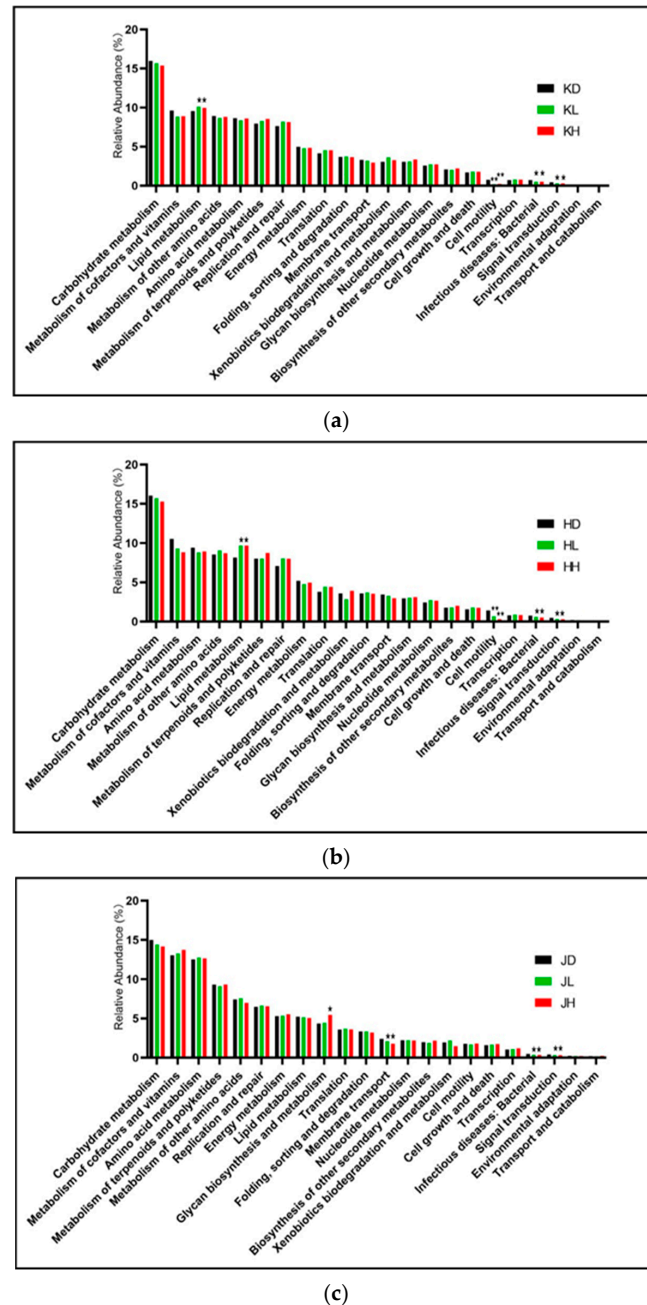 20
15
10
5
0
Relative Abundance (%)
KD
KL
KH
**
**
**
**
**
Carbohydrate metabolism
Metabolism of cofactors and vitamins
Lipid metabolism
Metabolism of other amino acids
Amino acid metabolism
Metabolism of terpenoids and polyketides
Replication and repair
Energy metabolism
Translation
Folding, sorting and degradation
Membrane transport
Xenobiotics biodegradation and metabolism
Glycan biosynthesis and metabolism
Nucleotide metabolism
Biosynthesis of other secondary metabolites
Cell growth and death
Cell motility
Transcription
Infectious diseases: Bacterial
Signal transduction
Environmental adaptation
Transport and catabolism
(a)
20
15
10
5
0
Relative Abundance (%)
HD
HL
HH
**
**
**
**
**
Carbohydrate metabolism
Metabolism of cofactors and vitamins
Amino acid metabolism
Metabolism of other amino acids
Lipid metabolism
Metabolism of terpenoids and polyketides
Replication and repair
Energy metabolism
Translation
Xenobiotics biodegradation and metabolism
Folding, sorting and degradation
Membrane transport
Glycan biosynthesis and metabolism
Nucleotide metabolism
Biosynthesis of other secondary metabolites
Cell growth and death
Cell motility
Transcription
Infectious diseases: Bacterial
Signal transduction
Environmental adaptation
Transport and catabolism
(b)
20
15
10
5
0
Relative Abundance (%)
JD
JL
JH
*
**
**
**
Carbohydrate metabolism
Metabolism of cofactors and vitamins
Amino acid metabolism
Metabolism of terpenoids and polyketides
Metabolism of other amino acids
Replication and repair
Energy metabolism
Lipid metabolism
Glycan biosynthesis and metabolism
Translation
Folding, sorting and degradation
Membrane transport
Nucleotide metabolism
Biosynthesis of other secondary metabolites
Xenobiotics biodegradation and metabolism
Cell motility
Cell growth and death
Transcription
Infectious diseases: Bacterial
Signal transduction
Environmental adaptation
Transport and catabolism
(c)